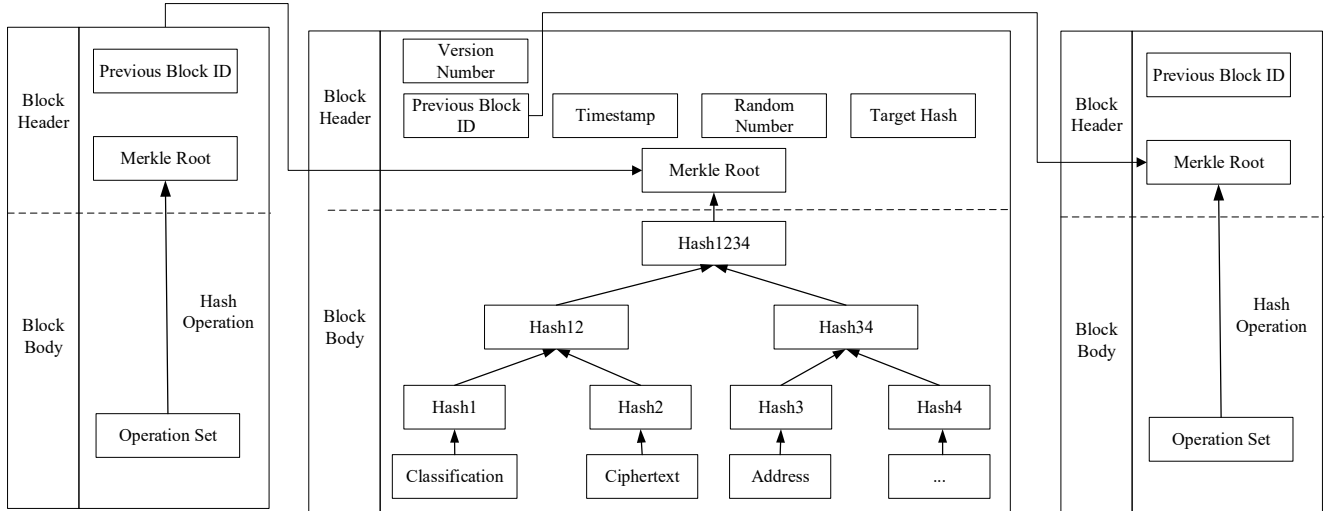 Block
Header
Previous Block ID
Merkle Root
Hash
Operation
Block
Body
Operation Set
Block
Header
Version
Number
Previous Block
ID
Timestamp
Random
Number
Target Hash
Merkle Root
Block
Body
Hash1234
Hash12
Hash34
Hash1
Hash2
Hash3
Hash4
Classification
Ciphertext
Address
...
Block
Header
Previous Block ID
Merkle Root
Hash
Operation
Block
Body
Operation Set